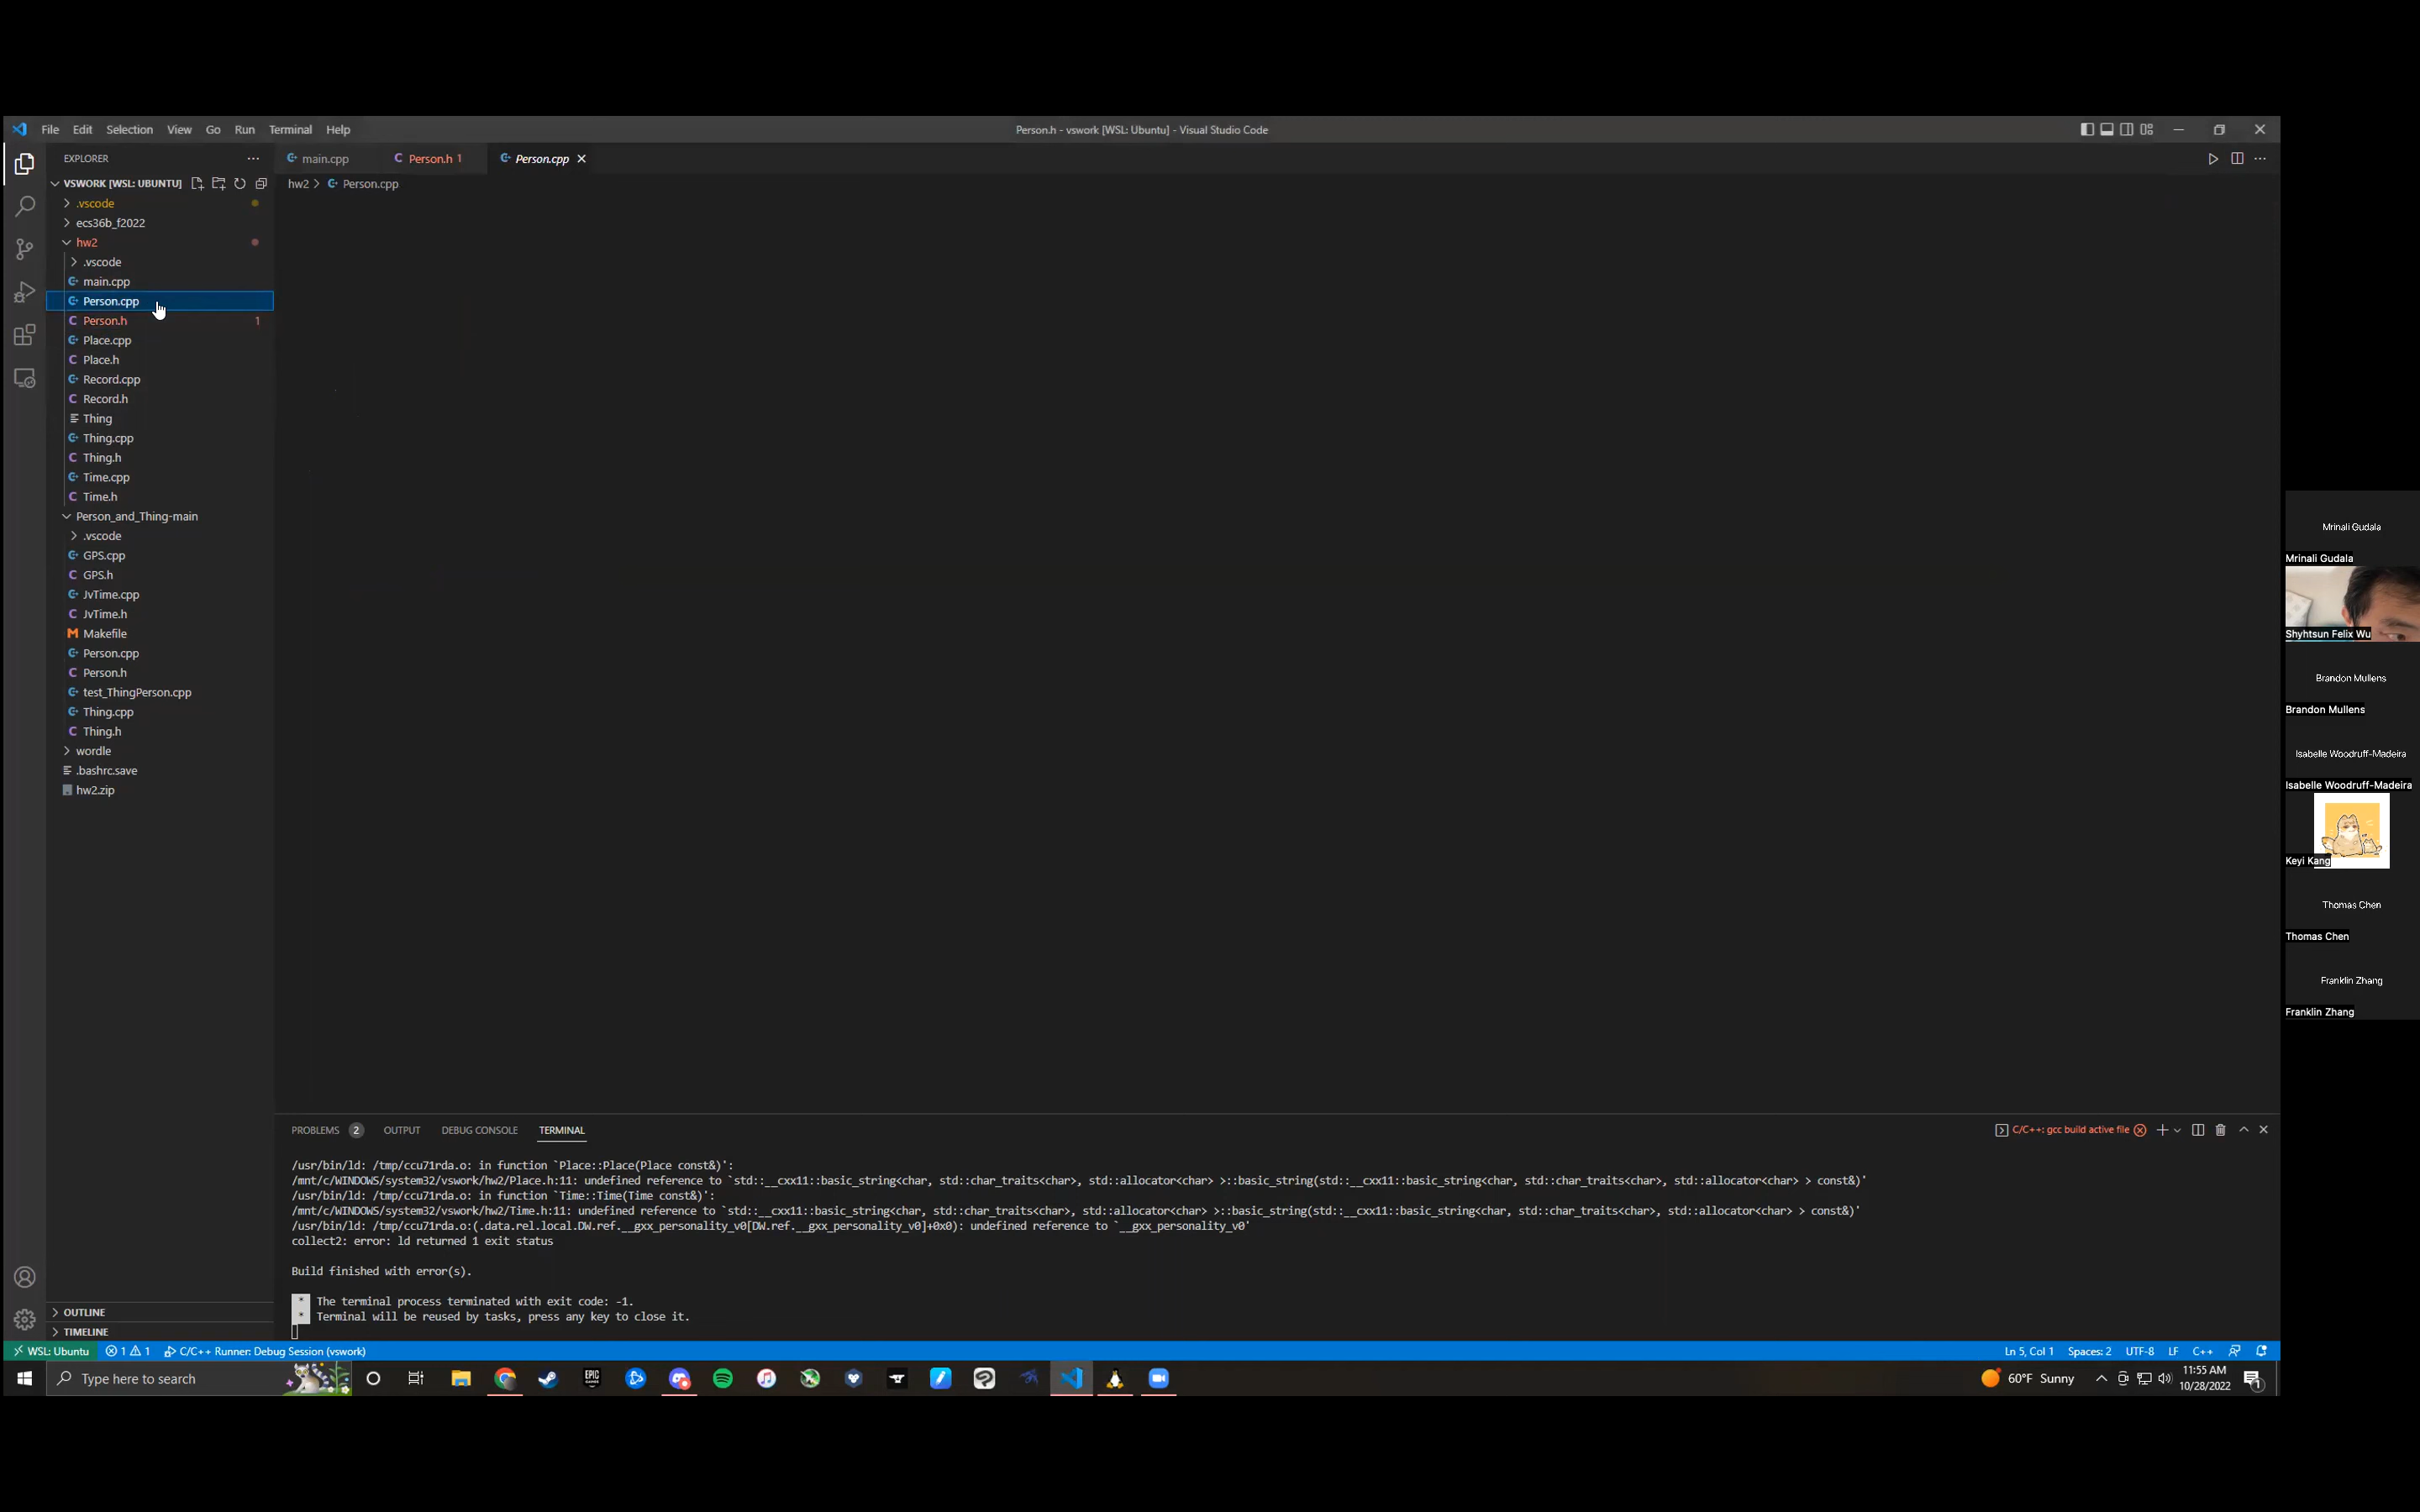 File Edit Selection View Go Run Terminal Help
Person.h - vswork [WSL: Ubuntu] - Visual Studio Code
EXPLORER
main.cpp
Person.h 1
Person.cpp
VSWORK [WSL: UBUNTU]
hw2 > Person.cpp
.vscode
ecs36b_f2022
hw2
.vscode
main.cpp
Person.cpp
Person.h 1
Place.cpp
Place.h
Record.cpp
Record.h
Thing
Thing.cpp
Thing.h
Time.cpp
Time.h
Person_and_Thing-main
.vscode
GPS.cpp
GPS.h
JvTime.cpp
JvTime.h
Makefile
Person.cpp
Person.h
test_ThingPerson.cpp
Thing.cpp
Thing.h
wordle
.bashrc.save
hw2.zip
OUTLINE
TIMELINE
PROBLEMS 2 OUTPUT DEBUG CONSOLE TERMINAL
C/C++: gcc build active file
/usr/bin/ld: /tmp/ccu71rda.o: in function `Place::Place(Place const&)':
/mnt/c/WINDOWS/system32/vswork/hw2/Place.h:11: undefined reference to `std::__cxx11::basic_string<char, std::char_traits<char>, std::allocator<char> >::basic_string(std::__cxx11::basic_string<char, std::char_traits<char>, std::allocator<char> > const&)'
/usr/bin/ld: /tmp/ccu71rda.o: in function `Time::Time(Time const&)':
/mnt/c/WINDOWS/system32/vswork/hw2/Time.h:11: undefined reference to `std::__cxx11::basic_string<char, std::char_traits<char>, std::allocator<char> >::basic_string(std::__cxx11::basic_string<char, std::char_traits<char>, std::allocator<char> > const&)'
/usr/bin/ld: /tmp/ccu71rda.o:(.data.rel.local.DW.ref.__gxx_personality_v0[DW.ref.__gxx_personality_v0]+0x0): undefined reference to `__gxx_personality_v0'
collect2: error: ld returned 1 exit status
Build finished with error(s).
* The terminal process terminated with exit code: -1.
* Terminal will be reused by tasks, press any key to close it.
WSL: Ubuntu 1 1 C/C++ Runner: Debug Session (vswork)
Ln 5, Col 1 Spaces: 2 UTF-8 LF C++
Type here to search
EPIC GAMES
60°F Sunny
11:55 AM
10/28/2022
1
Mrinali Gudala
Mrinali Gudala
Shyhtsun Felix Wu
Brandon Mullens
Brandon Mullens
Isabelle Woodruff-Madeira
Isabelle Woodruff-Madeira
Keyi Kang
Thomas Chen
Thomas Chen
Franklin Zhang
Franklin Zhang